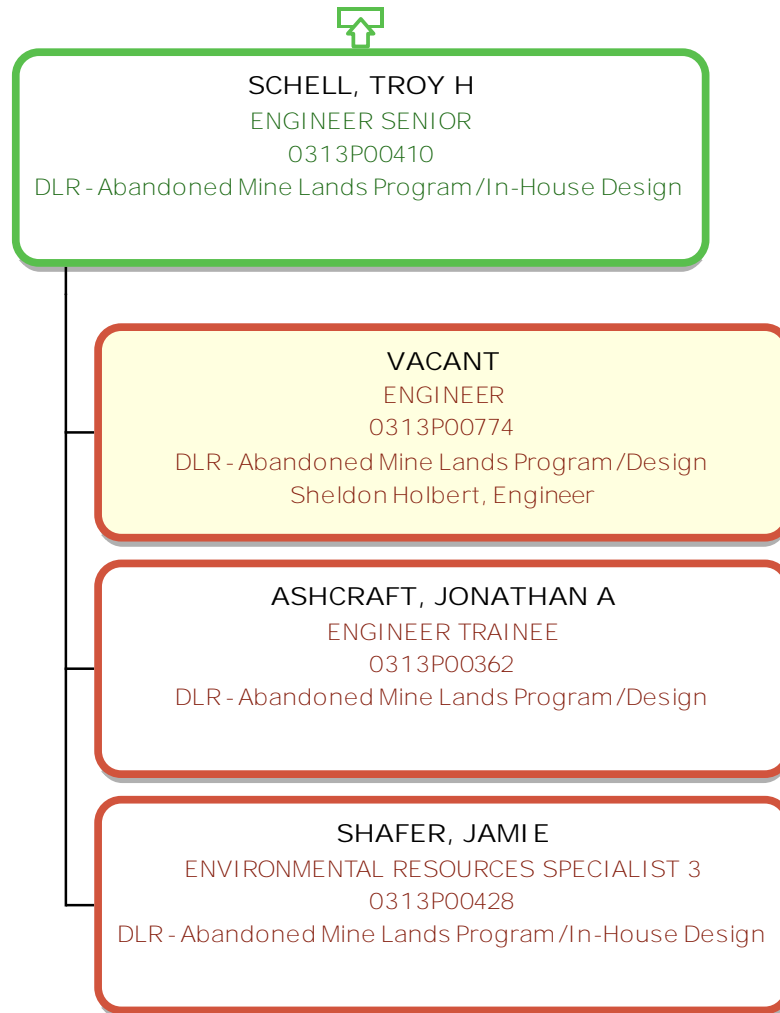 SCHELL, TROY H
ENGINEER SENIOR
0313P00410
DLR - Abandoned Mine Lands Program/In-House Design
VACANT
ENGINEER
0313P00774
DLR - Abandoned Mine Lands Program/Design
Sheldon Holbert, Engineer
ASHCRAFT, JONATHAN A
ENGINEER TRAINEE
0313P00362
DLR - Abandoned Mine Lands Program/Design
SHAFER, JAMIE
ENVIRONMENTAL RESOURCES SPECIALIST 3
0313P00428
DLR - Abandoned Mine Lands Program/In-House Design